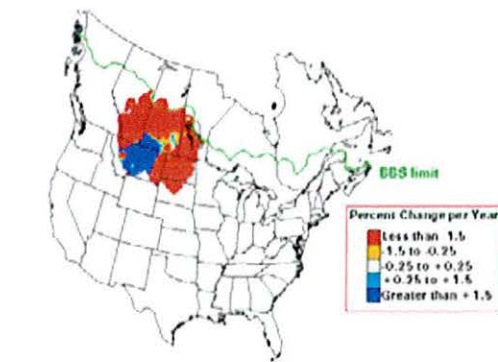 BBS limit
Percent Change per Year
Less than 1.5
-1.5 to -0.25
-0.25 to +0.25
+0.25 to +1.5
Greater than +1.5